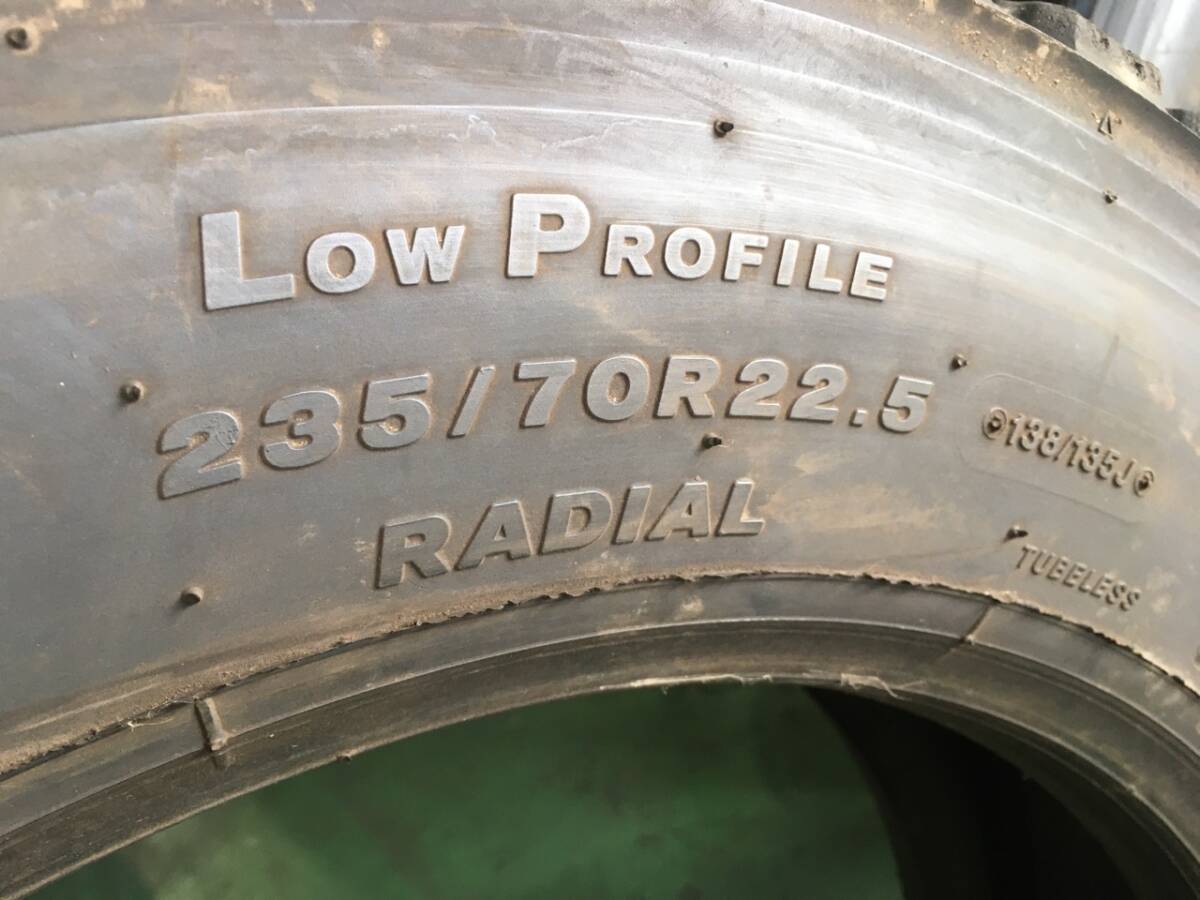 LOW PROFILE
235/70R22.5
138/135J
RADIAL
TUBELESS